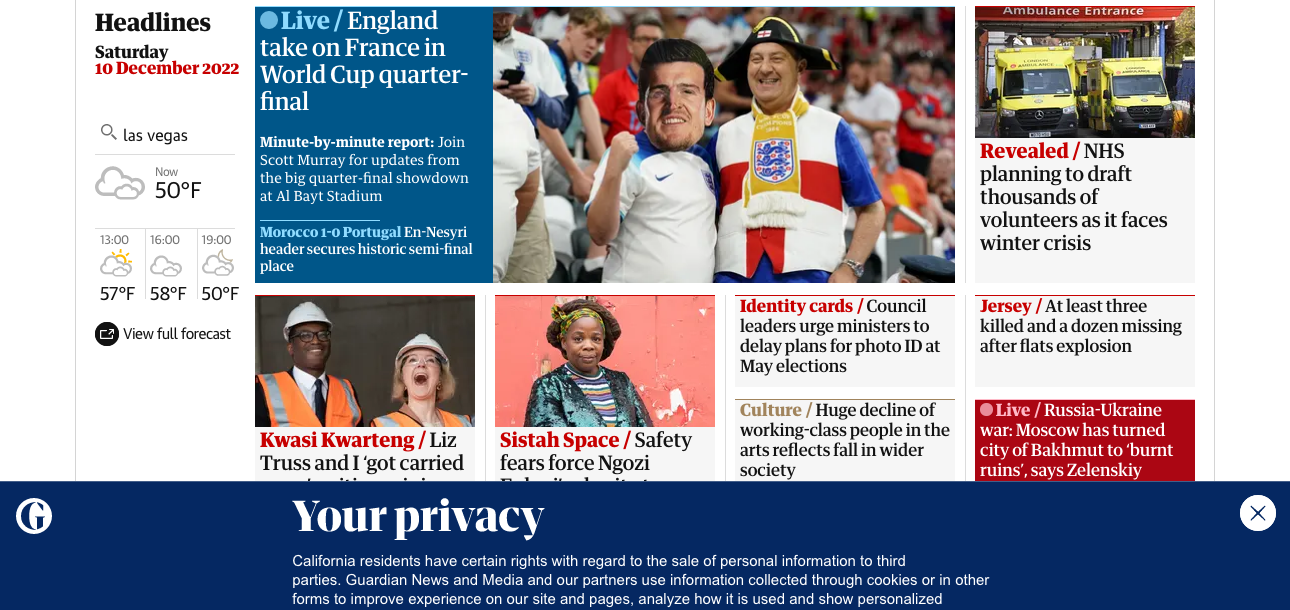 Headlines
Saturday
10 December 2022
las vegas
Now
50°F
13:00
16:00
19:00
57°F
58°F
50°F
View full forecast
Live / England
take on France in
World Cup quarter-
final
Minute-by-minute report: Join
Scott Murray for updates from
the big quarter-final showdown
at Al Bayt Stadium
Morocco 1-0 Portugal En-Nesyri
header secures historic semi-final
place
Ambulance Entrance
Revealed / NHS
planning to draft
thousands of
volunteers as it faces
winter crisis
Kwasi Kwarteng / Liz
Truss and I ‘got carried
Sistah Space / Safety
fears force Ngozi
Identity cards / Council
leaders urge ministers to
delay plans for photo ID at
May elections
Culture / Huge decline of
working-class people in the
arts reflects fall in wider
society
Jersey / At least three
killed and a dozen missing
after flats explosion
Live / Russia-Ukraine
war: Moscow has turned
city of Bakhmut to ‘burnt
ruins’, says Zelenskiy
G
Your privacy
California residents have certain rights with regard to the sale of personal information to third
parties. Guardian News and Media and our partners use information collected through cookies or in other
forms to improve experience on our site and pages, analyze how it is used and show personalized